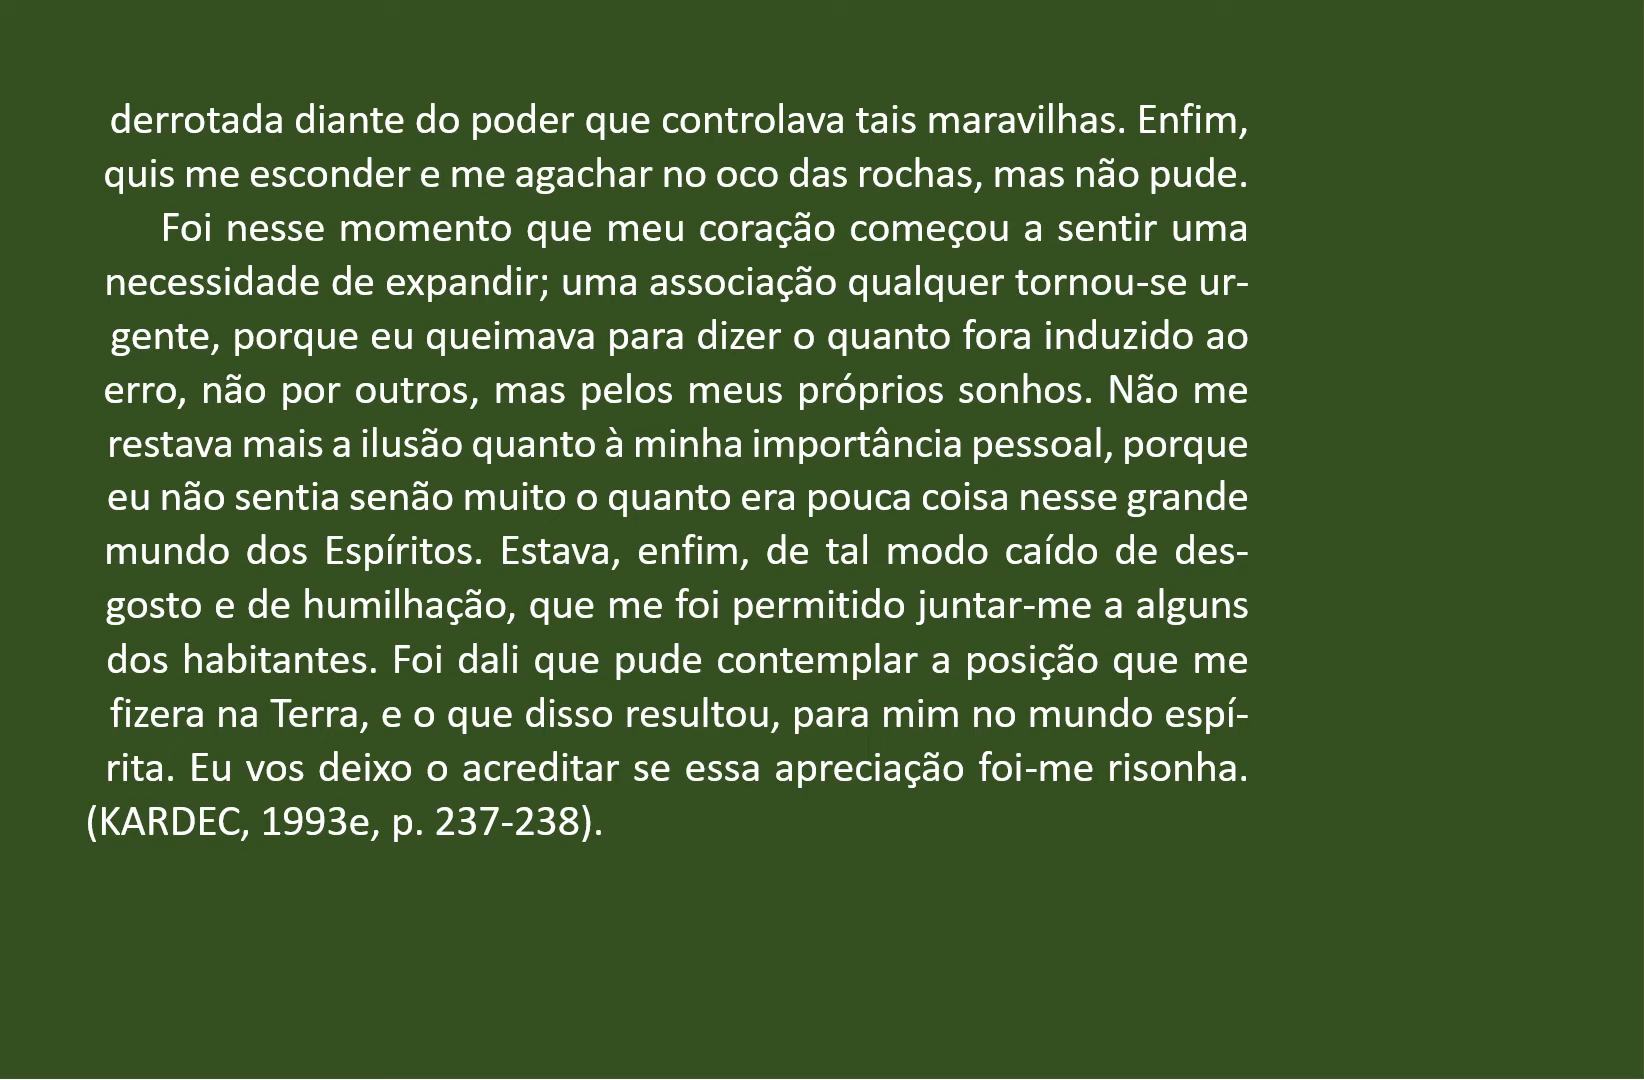 derrotada diante do poder que controlava tais maravilhas. Enfim,
quis me esconder e me agachar no oco das rochas, mas não pude.
Foi nesse momento que meu coração começou a sentir uma
necessidade de expandir; uma associação qualquer tornou-se ur-
gente, porque eu queimava para dizer o quanto fora induzido ao
erro, não por outros, mas pelos meus próprios sonhos. Não me
restava mais a ilusão quanto à minha importância pessoal, porque
eu não sentia senão muito o quanto era pouca coisa nesse grande
mundo dos Espíritos. Estava, enfim, de tal modo caído de des-
gosto e de humilhação, que me foi permitido juntar-me a alguns
dos habitantes. Foi dali que pude contemplar a posição que me
fizera na Terra, e o que disso resultou, para mim no mundo espí-
rita. Eu vos deixo o acreditar se essa apreciação foi-me risonha.
(KARDEC, 1993e, p. 237-238).